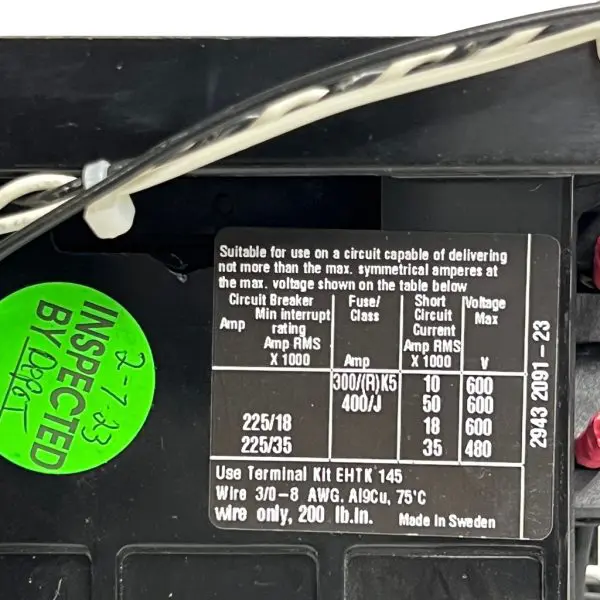 Suitable for use on a circuit capable of delivering
not more than the max. symmetrical amperes at
the max. voltage shown on the table below
Circuit Breaker Fuse/ Short Voltage
Min interrupt Class Circuit Max
Amp rating Current
Amp RMS Amp RMS
X 1000 Amp X 1000 V
300/(R)K5 10 600
400/J 50 600
225/18 18 600
225/35 35 480
Use Terminal Kit EHTK 145
Wire 3/0-8 AWG. Al9Cu, 75'C
wire only, 200 lb.in. Made in Sweden
2943 2091-23
INSPECTED
BY
2-7-23